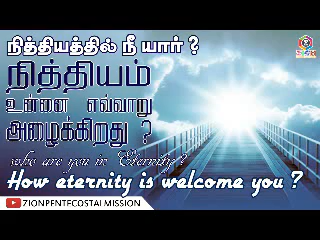 நித்தியத்தில் நீ யார் ?
நித்தியம்
உன்னை எவ்வாறு
அழைக்கிறது ?
who are you in Eternity ?
How eternity is welcome you ?
ZIONPENTECOSTAL MISSION